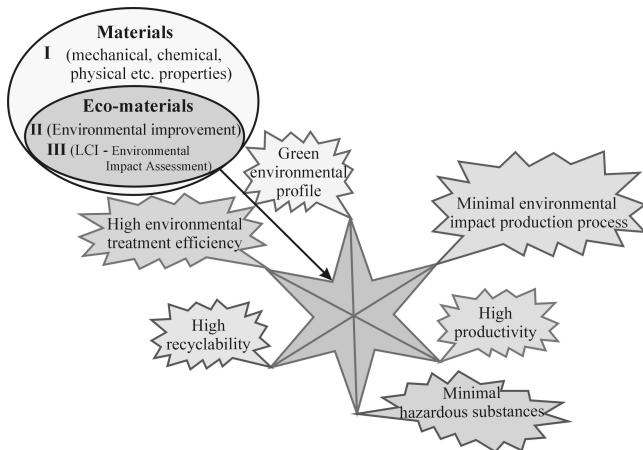 Materials
I (mechanical, chemical,
physical etc. properties)
Eco-materials
II (Environmental improvement)
III (LCI - Environmental
Impact Assessment)
Green
environmental
profile
Minimal environmental
impact production process
High environmental
treatment efficiency
High
recyclability
High
productivity
Minimal
hazardous substances